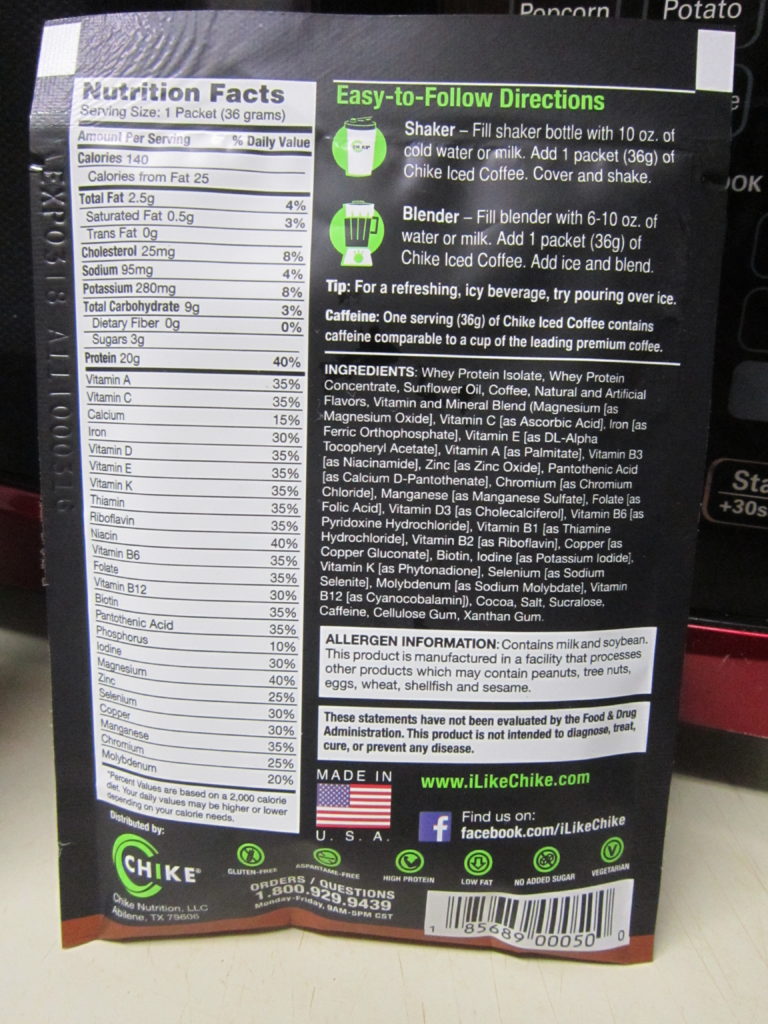 Popcorn
Potato
OOK
Sta
+30s
EXP0318 A111000316
Nutrition Facts
Serving Size: 1 Packet (36 grams)
Amount Per Serving % Daily Value
Calories 140
Calories from Fat 25
Total Fat 2.5g 4%
Saturated Fat 0.5g 3%
Trans Fat 0g
Cholesterol 25mg 8%
Sodium 95mg 4%
Potassium 280mg 8%
Total Carbohydrate 9g 3%
Dietary Fiber 0g 0%
Sugars 3g
Protein 20g 40%
Vitamin A 35%
Vitamin C 35%
Calcium 15%
Iron 30%
Vitamin D 35%
Vitamin E 35%
Vitamin K 35%
Thiamin 35%
Riboflavin 35%
Niacin 40%
Vitamin B6 35%
Folate 35%
Vitamin B12 30%
Biotin 35%
Pantothenic Acid 35%
Phosphorus 10%
Iodine 30%
Magnesium 40%
Zinc 25%
Selenium 30%
Copper 30%
Manganese 35%
Chromium 25%
Molybdenum 20%
*Percent Values are based on a 2,000 calorie
diet. Your daily values may be higher or lower
depending on your calorie needs.
Easy-to-Follow Directions
Shaker – Fill shaker bottle with 10 oz. of
cold water or milk. Add 1 packet (36g) of
Chike Iced Coffee. Cover and shake.
Blender – Fill blender with 6-10 oz. of
water or milk. Add 1 packet (36g) of
Chike Iced Coffee. Add ice and blend.
Tip: For a refreshing, icy beverage, try pouring over ice.
Caffeine: One serving (36g) of Chike Iced Coffee contains
caffeine comparable to a cup of the leading premium coffee.
INGREDIENTS: Whey Protein Isolate, Whey Protein
Concentrate, Sunflower Oil, Coffee, Natural and Artificial
Flavors, Vitamin and Mineral Blend (Magnesium [as
Magnesium Oxide], Vitamin C [as Ascorbic Acid], Iron [as
Ferric Orthophosphate], Vitamin E [as DL-Alpha
Tocopheryl Acetate], Vitamin A [as Palmitate], Vitamin B3
[as Niacinamide], Zinc [as Zinc Oxide], Pantothenic Acid
[as Calcium D-Pantothenate], Chromium [as Chromium
Chloride], Manganese [as Manganese Sulfate], Folate [as
Folic Acid], Vitamin D3 [as Cholecalciferol], Vitamin B6 [as
Pyridoxine Hydrochloride], Vitamin B1 [as Thiamine
Hydrochloride], Vitamin B2 [as Riboflavin], Copper [as
Copper Gluconate], Biotin, Iodine [as Potassium Iodide],
Vitamin K [as Phytonadione], Selenium [as Sodium
Selenite], Molybdenum [as Sodium Molybdate], Vitamin
B12 [as Cyanocobalamin]), Cocoa, Salt, Sucralose,
Caffeine, Cellulose Gum, Xanthan Gum.
ALLERGEN INFORMATION: Contains milk and soybean.
This product is manufactured in a facility that processes
other products which may contain peanuts, tree nuts,
eggs, wheat, shellfish and sesame.
These statements have not been evaluated by the Food & Drug
Administration. This product is not intended to diagnose, treat,
cure, or prevent any disease.
MADE IN
U. S. A.
www.iLikeChike.com
Find us on:
facebook.com/iLikeChike
Distributed by:
CHIKE®
Chike Nutrition, LLC
Abilene, TX 79606
GLUTEN-FREE
ASPARTAME-FREE
HIGH PROTEIN
LOW FAT
NO ADDED SUGAR
VEGETARIAN
ORDERS / QUESTIONS
1.800.929.9439
Monday-Friday, 9AM-5PM CST
1 85689 00050 0